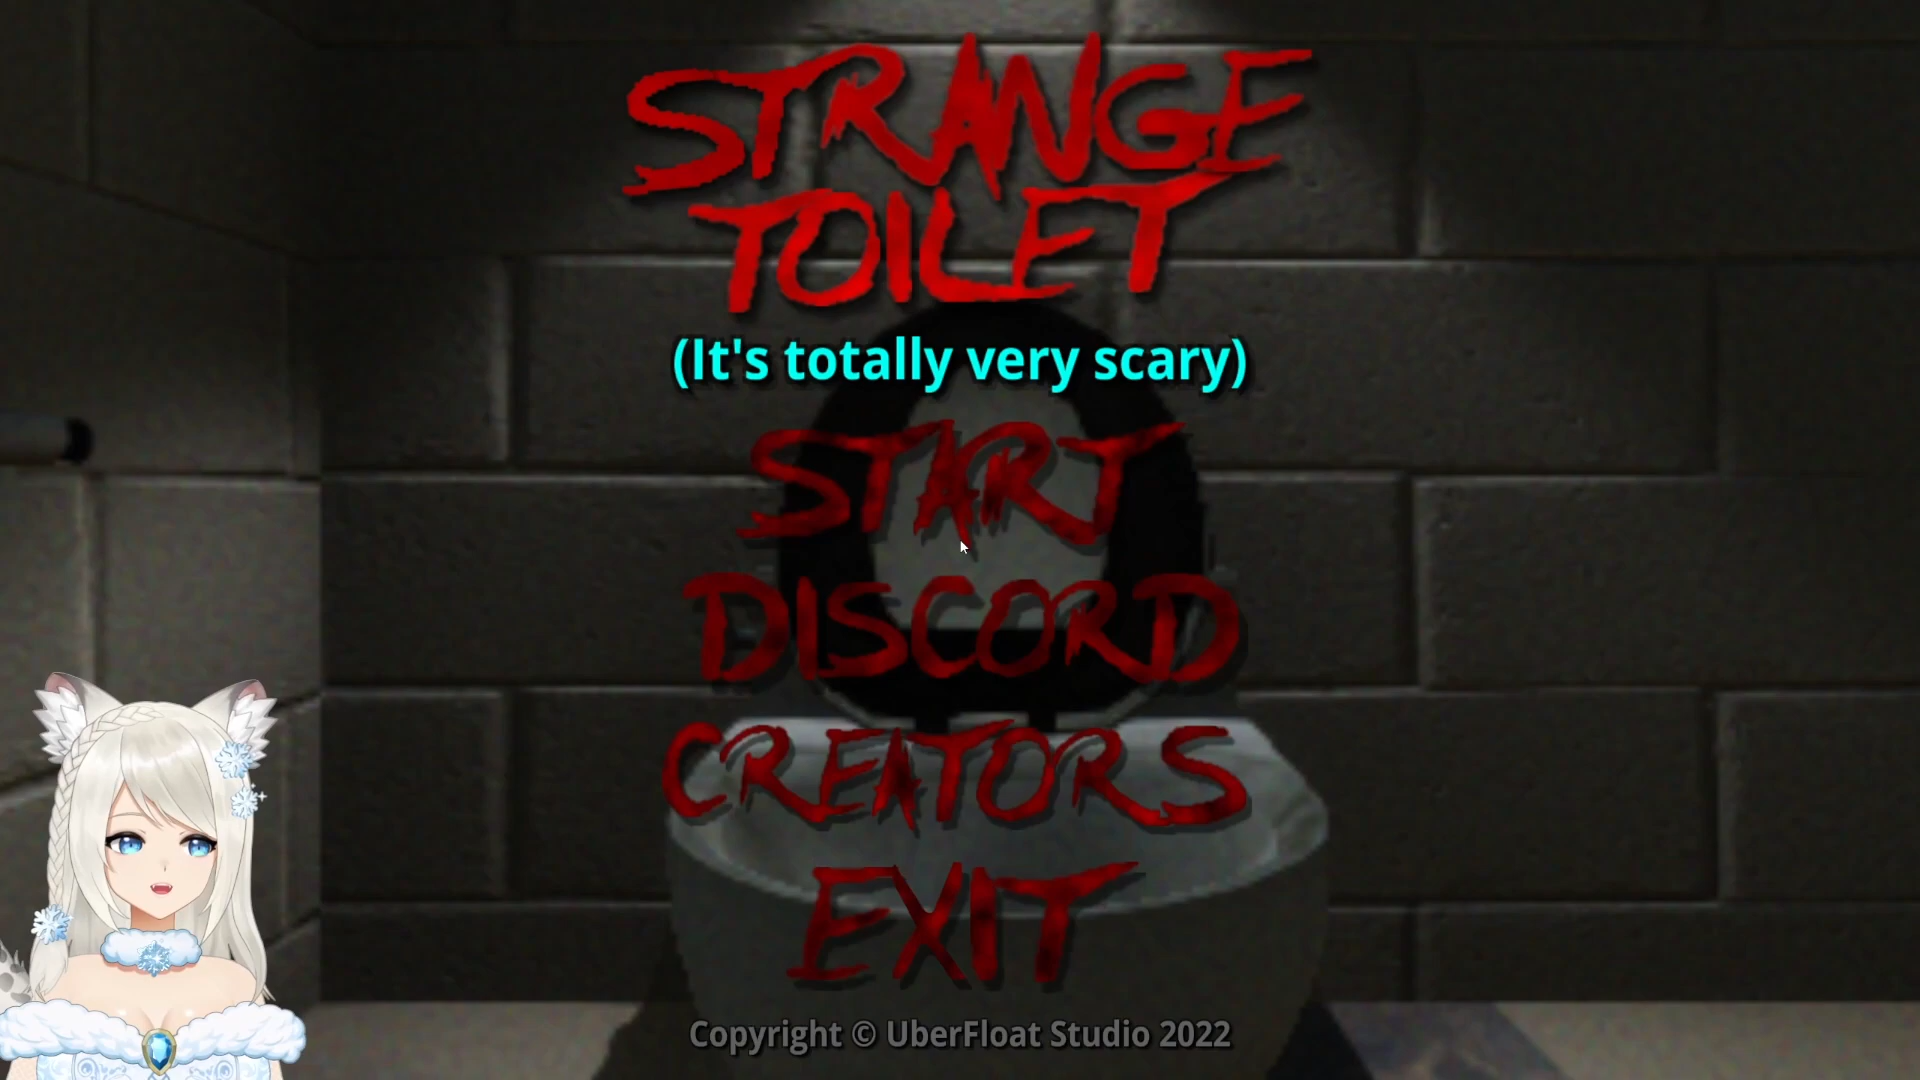 STRANGE
TOILET
(It's totally very scary)
START
DISCORD
CREATORS
EXIT
Copyright © UberFloat Studio 2022